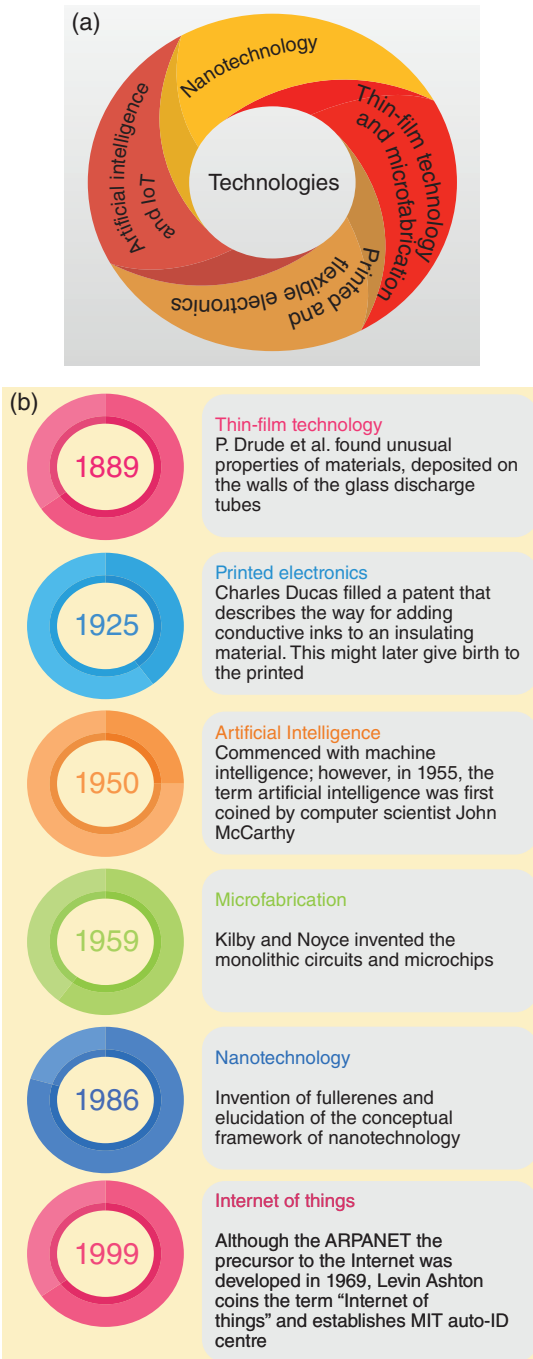 (a)
Nanotechnology
Thin-film technology
and microfabrication
Printed and
flexible electronics
Artificial intelligence
and IoT
Technologies
(b)
1889
Thin-film technology
P. Drude et al. found unusual
properties of materials, deposited on
the walls of the glass discharge
tubes
1925
Printed electronics
Charles Ducas filled a patent that
describes the way for adding
conductive inks to an insulating
material. This might later give birth to
the printed
1950
Artificial Intelligence
Commenced with machine
intelligence; however, in 1955, the
term artificial intelligence was first
coined by computer scientist John
McCarthy
1959
Microfabrication
Kilby and Noyce invented the
monolithic circuits and microchips
1986
Nanotechnology
Invention of fullerenes and
elucidation of the conceptual
framework of nanotechnology
1999
Internet of things
Although the ARPANET the
precursor to the Internet was
developed in 1969, Levin Ashton
coins the term “Internet of
things” and establishes MIT auto-ID
centre